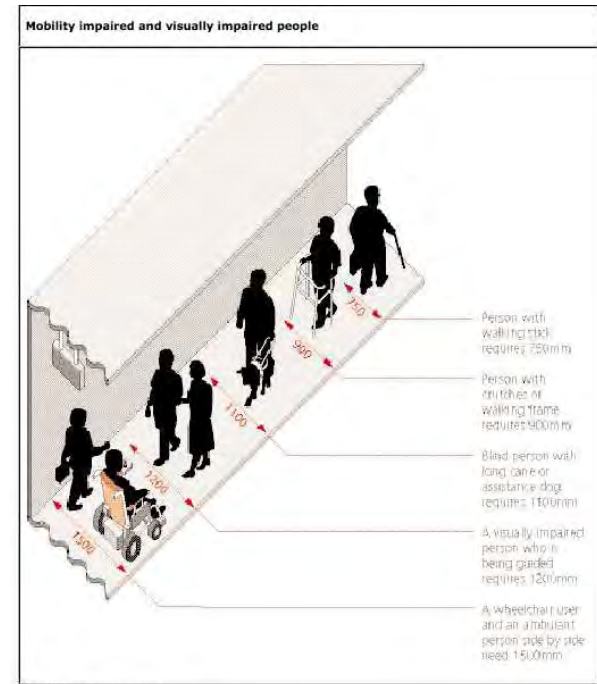 Mobility impaired and visually impaired people
750
900
1100
1200
1500
Person with
walking stick
requires 750mm
Person with
crutches or
walking frame
requires 900mm
Blind person with
long cane or
assistance dog
requires 1100mm
A visually impaired
person who is
being guided
requires 1200mm
A wheelchair user
and an ambulant
person side by side
need 1500mm